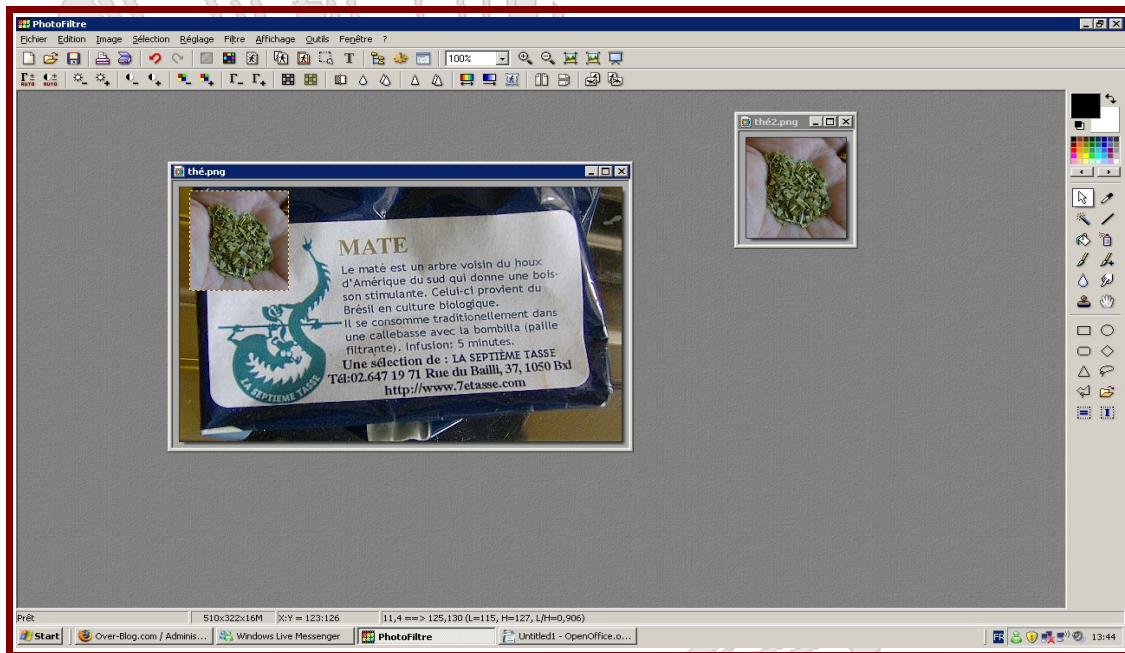 PhotoFiltre
Fichier Edition Image Sélection Réglage Filtre Affichage Outils Fenêtre ?
100%
AUTO AUTO
thé2.png
thé.png
MATE
Le maté est un arbre voisin du houx
d'Amérique du sud qui donne une bois-
son stimulante. Celui-ci provient du
Brésil en culture biologique.
Il se consomme traditionellement dans
une callebasse avec la bombilla (paille
filtrante). Infusion: 5 minutes.
Une sélection de : LA SEPTIÈME TASSE
Tél:02.647 19 71 Rue du Bailli, 37, 1050 Bxl
http://www.7etasse.com
LA SEPTIEME TASSE
Prêt 510x322x16M X:Y = 123:126 11,4 ==> 125,130 (L=115, H=127, L/H=0,906)
Start Over-Blog.com / Adminis... Windows Live Messenger PhotoFiltre Untitled1 - OpenOffice.o... FR 13:44